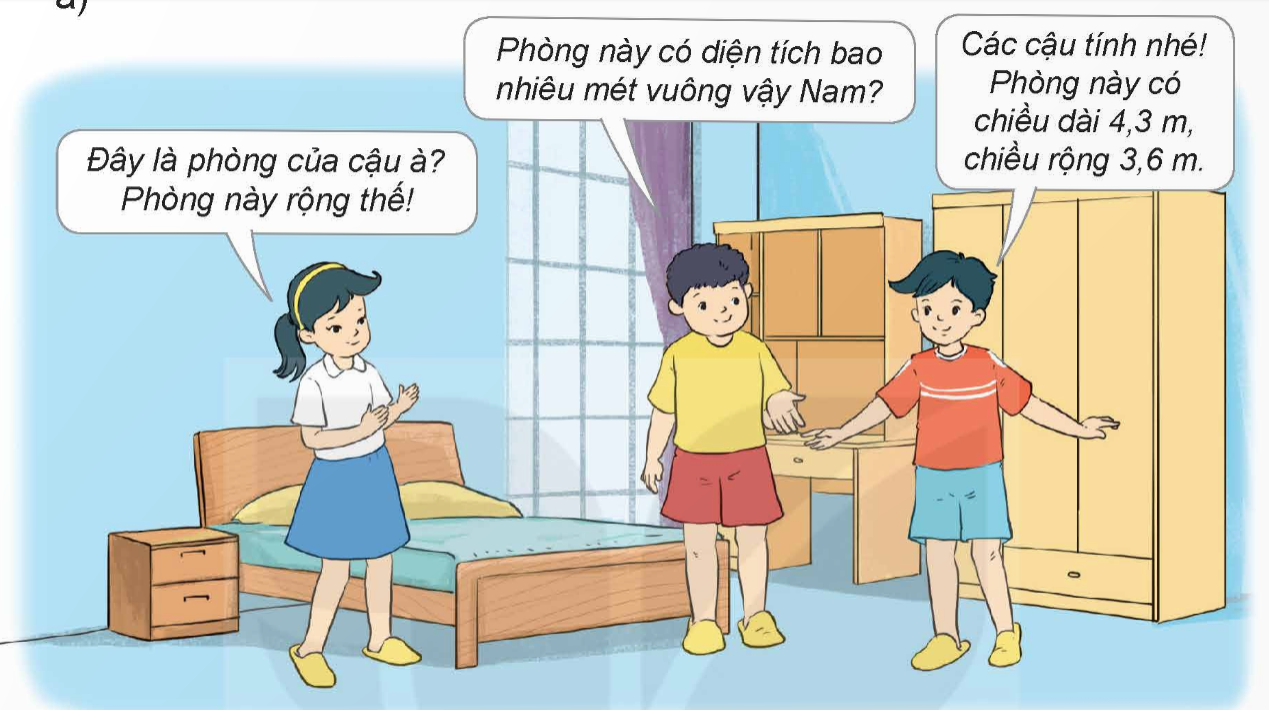 a)
Đây là phòng của cậu à?
Phòng này rộng thế!
Phòng này có diện tích bao
nhiêu mét vuông vậy Nam?
Các cậu tính nhé!
Phòng này có
chiều dài 4,3 m,
chiều rộng 3,6 m.